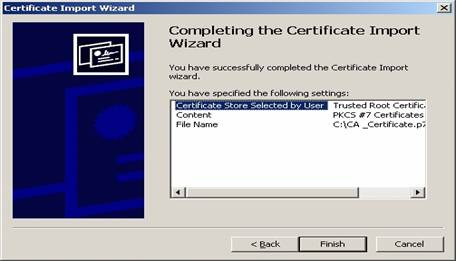 Certificate Import Wizard
Completing the Certificate Import
Wizard
You have successfully completed the Certificate Import
wizard.
You have specified the following settings:
Certificate Store Selected by User Trusted Root Certifica
Content PKCS #7 Certificates
File Name C:\CA _Certificate.p7
< Back Finish Cancel